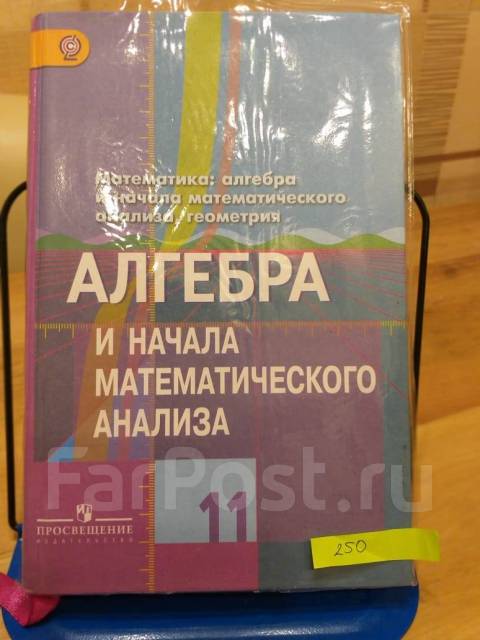 Математика: алгебра
и начала математического
анализа, геометрия
АЛГЕБРА
И НАЧАЛА
МАТЕМАТИЧЕСКОГО
АНАЛИЗА
FarPost.ru
11
ПРОСВЕЩЕНИЕ
ИЗДАТЕЛЬСТВО
250